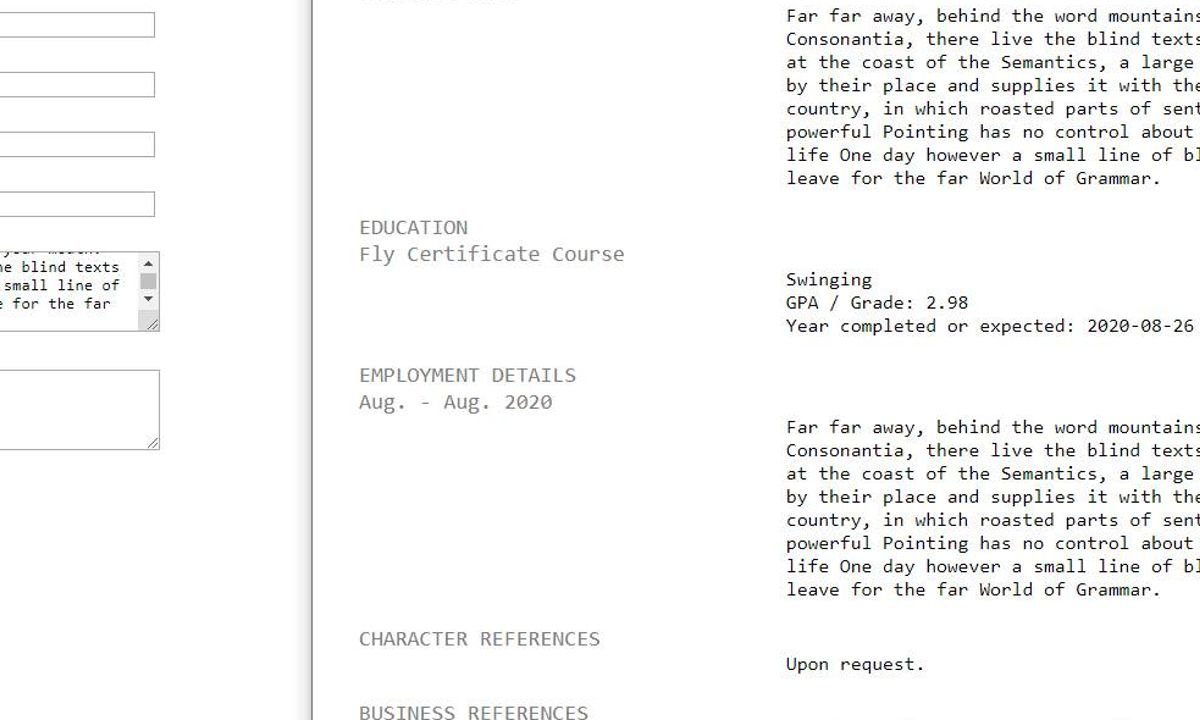 Far far away, behind the word mountains
Consonantia, there live the blind texts
at the coast of the Semantics, a large
by their place and supplies it with the
country, in which roasted parts of sent
powerful Pointing has no control about
life One day however a small line of bl
leave for the far World of Grammar.
EDUCATION
Fly Certificate Course
Swinging
GPA / Grade: 2.98
Year completed or expected: 2020-08-26
he blind texts
small line of
e for the far
EMPLOYMENT DETAILS
Aug. - Aug. 2020
Far far away, behind the word mountains
Consonantia, there live the blind texts
at the coast of the Semantics, a large
by their place and supplies it with the
country, in which roasted parts of sent
powerful Pointing has no control about
life One day however a small line of bl
leave for the far World of Grammar.
CHARACTER REFERENCES
Upon request.
BUSINESS REFERENCES